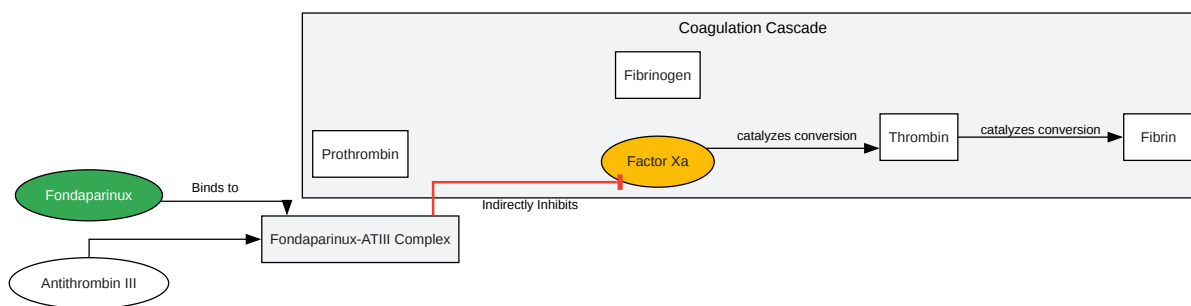 Coagulation Cascade
Fibrinogen
Prothrombin
Factor Xa
catalyzes conversion
Thrombin
catalyzes conversion
Fibrin
Fondaparinux
Binds to
Indirectly Inhibits
Fondaparinux-ATIII Complex
Antithrombin III